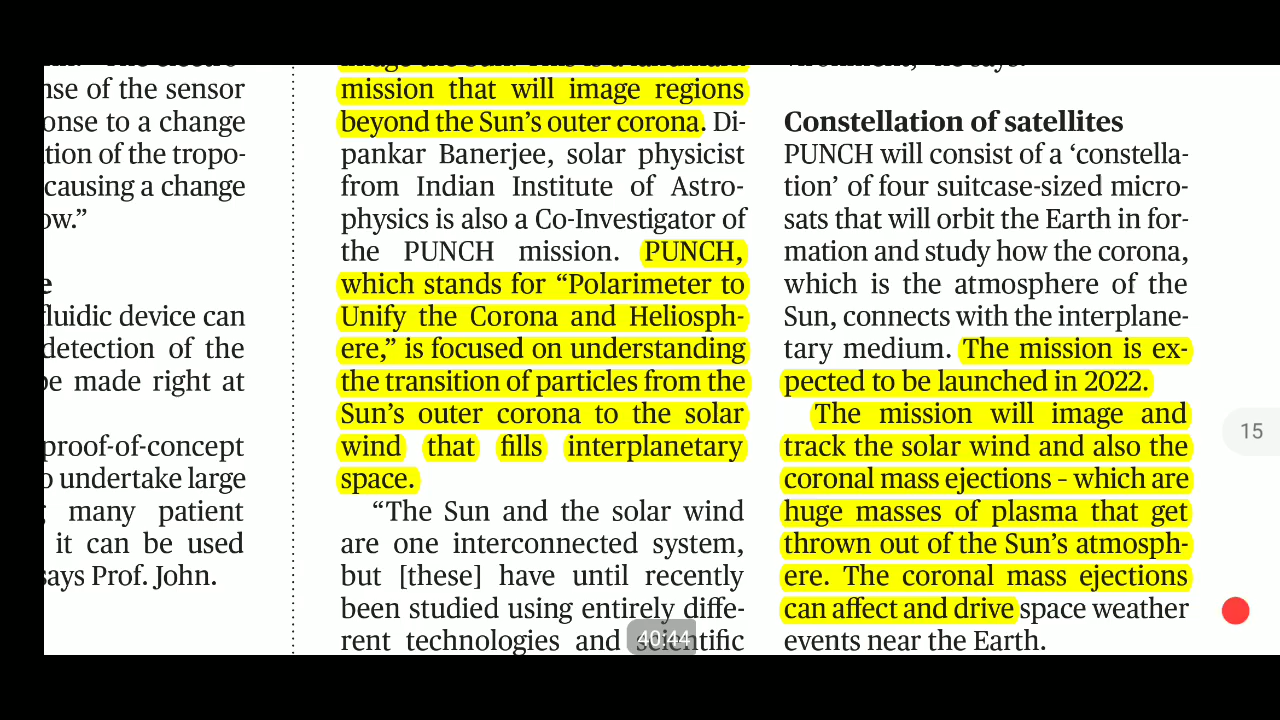 nse of the sensor
onse to a change
tion of the tropo-
causing a change
ow.”
e
fluidic device can
detection of the
be made right at
proof-of-concept
o undertake large
many patient
it can be used
says Prof. John.
image the Sun. This is a landmark
mission that will image regions
beyond the Sun’s outer corona. Di-
pankar Banerjee, solar physicist
from Indian Institute of Astro-
physics is also a Co-Investigator of
the PUNCH mission. PUNCH,
which stands for “Polarimeter to
Unify the Corona and Heliosph-
ere,” is focused on understanding
the transition of particles from the
Sun’s outer corona to the solar
wind that fills interplanetary
space.
“The Sun and the solar wind
are one interconnected system,
but [these] have until recently
been studied using entirely diffe-
rent technologies and scientific
40:44
Constellation of satellites
PUNCH will consist of a ‘constella-
tion’ of four suitcase-sized micro-
sats that will orbit the Earth in for-
mation and study how the corona,
which is the atmosphere of the
Sun, connects with the interplane-
tary medium. The mission is ex-
pected to be launched in 2022.
The mission will image and
track the solar wind and also the
coronal mass ejections – which are
huge masses of plasma that get
thrown out of the Sun’s atmosph-
ere. The coronal mass ejections
can affect and drive space weather
events near the Earth.
15